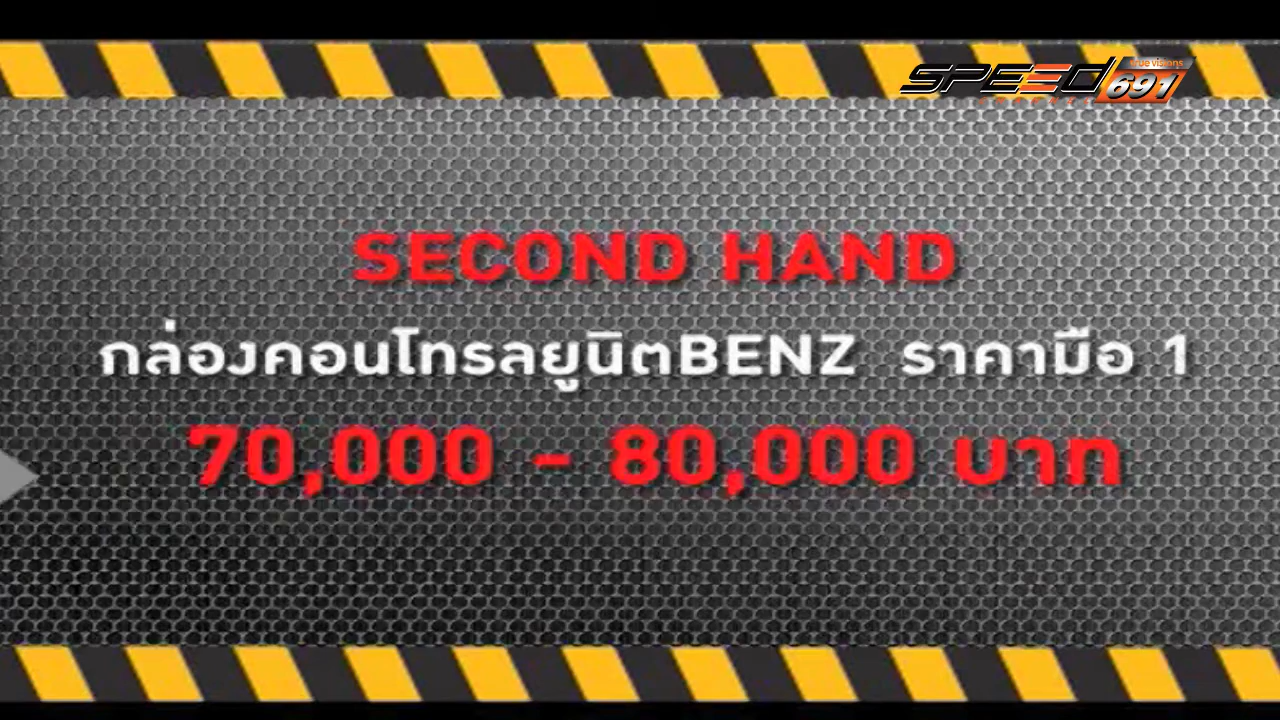 true visions
SPEED 691
CHANNEL
SECOND HAND
กล่องคอนโทรลยูนิตBENZ ราคามือ 1
70,000 - 80,000 บาท